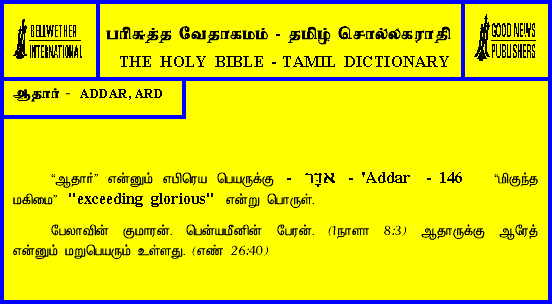 BELLWETHER
INTERNATIONAL
பரிசுத்த வேதாகமம் - தமிழ் சொல்லகராதி
THE HOLY BIBLE - TAMIL DICTIONARY
GOOD NEWS
PUBLISHERS
ஆதார் - ADDAR, ARD
“ஆதார்” என்னும் எபிரெய பெயருக்கு - אַדָּר - 'Addar - 146 “மிகுந்த
மகிமை” "exceeding glorious" என்று பொருள்.
பேலாவின் குமாரன். பென்யமீனின் பேரன். (1நாளா 8:3) ஆதாருக்கு ஆரேத்
என்னும் மறுபெயரும் உள்ளது. (எண் 26:40)